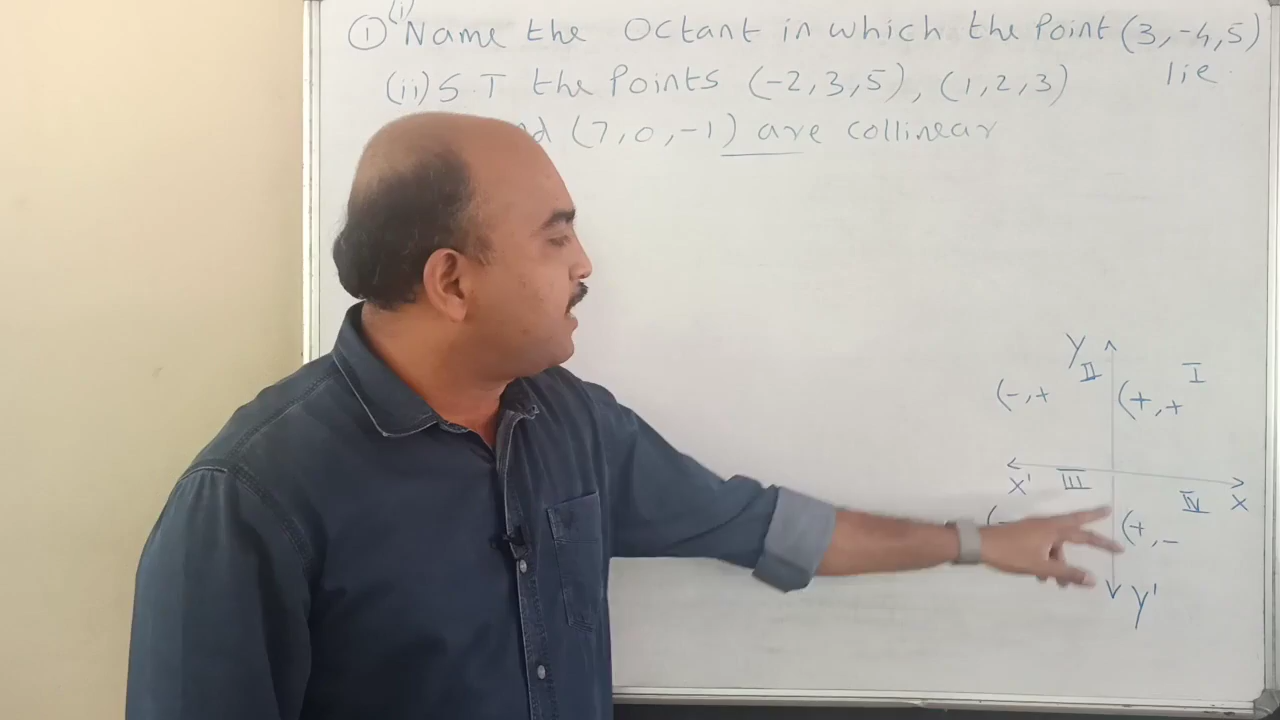 ① (i) Name the Octant in which the Point (3,-4,5)
lie.
(ii) S.T the Points (-2,3,5), (1,2,3)
(7,0,-1) are collinear
Y
II I
(-,+ (+,+
X' III IV X
(+,-
Y'